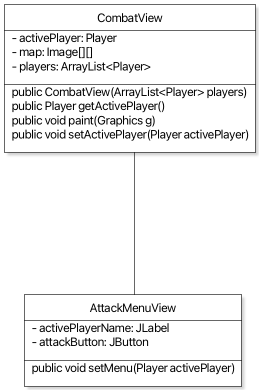 CombatView
- activePlayer: Player
- map: Image[][]
- players: ArrayList<Player>
public CombatView(ArrayList<Player> players)
public Player getActivePlayer()
public void paint(Graphics g)
public void setActivePlayer(Player activePlayer)
AttackMenuView
- activePlayerName: JLabel
- attackButton: JButton
public void setMenu(Player activePlayer)